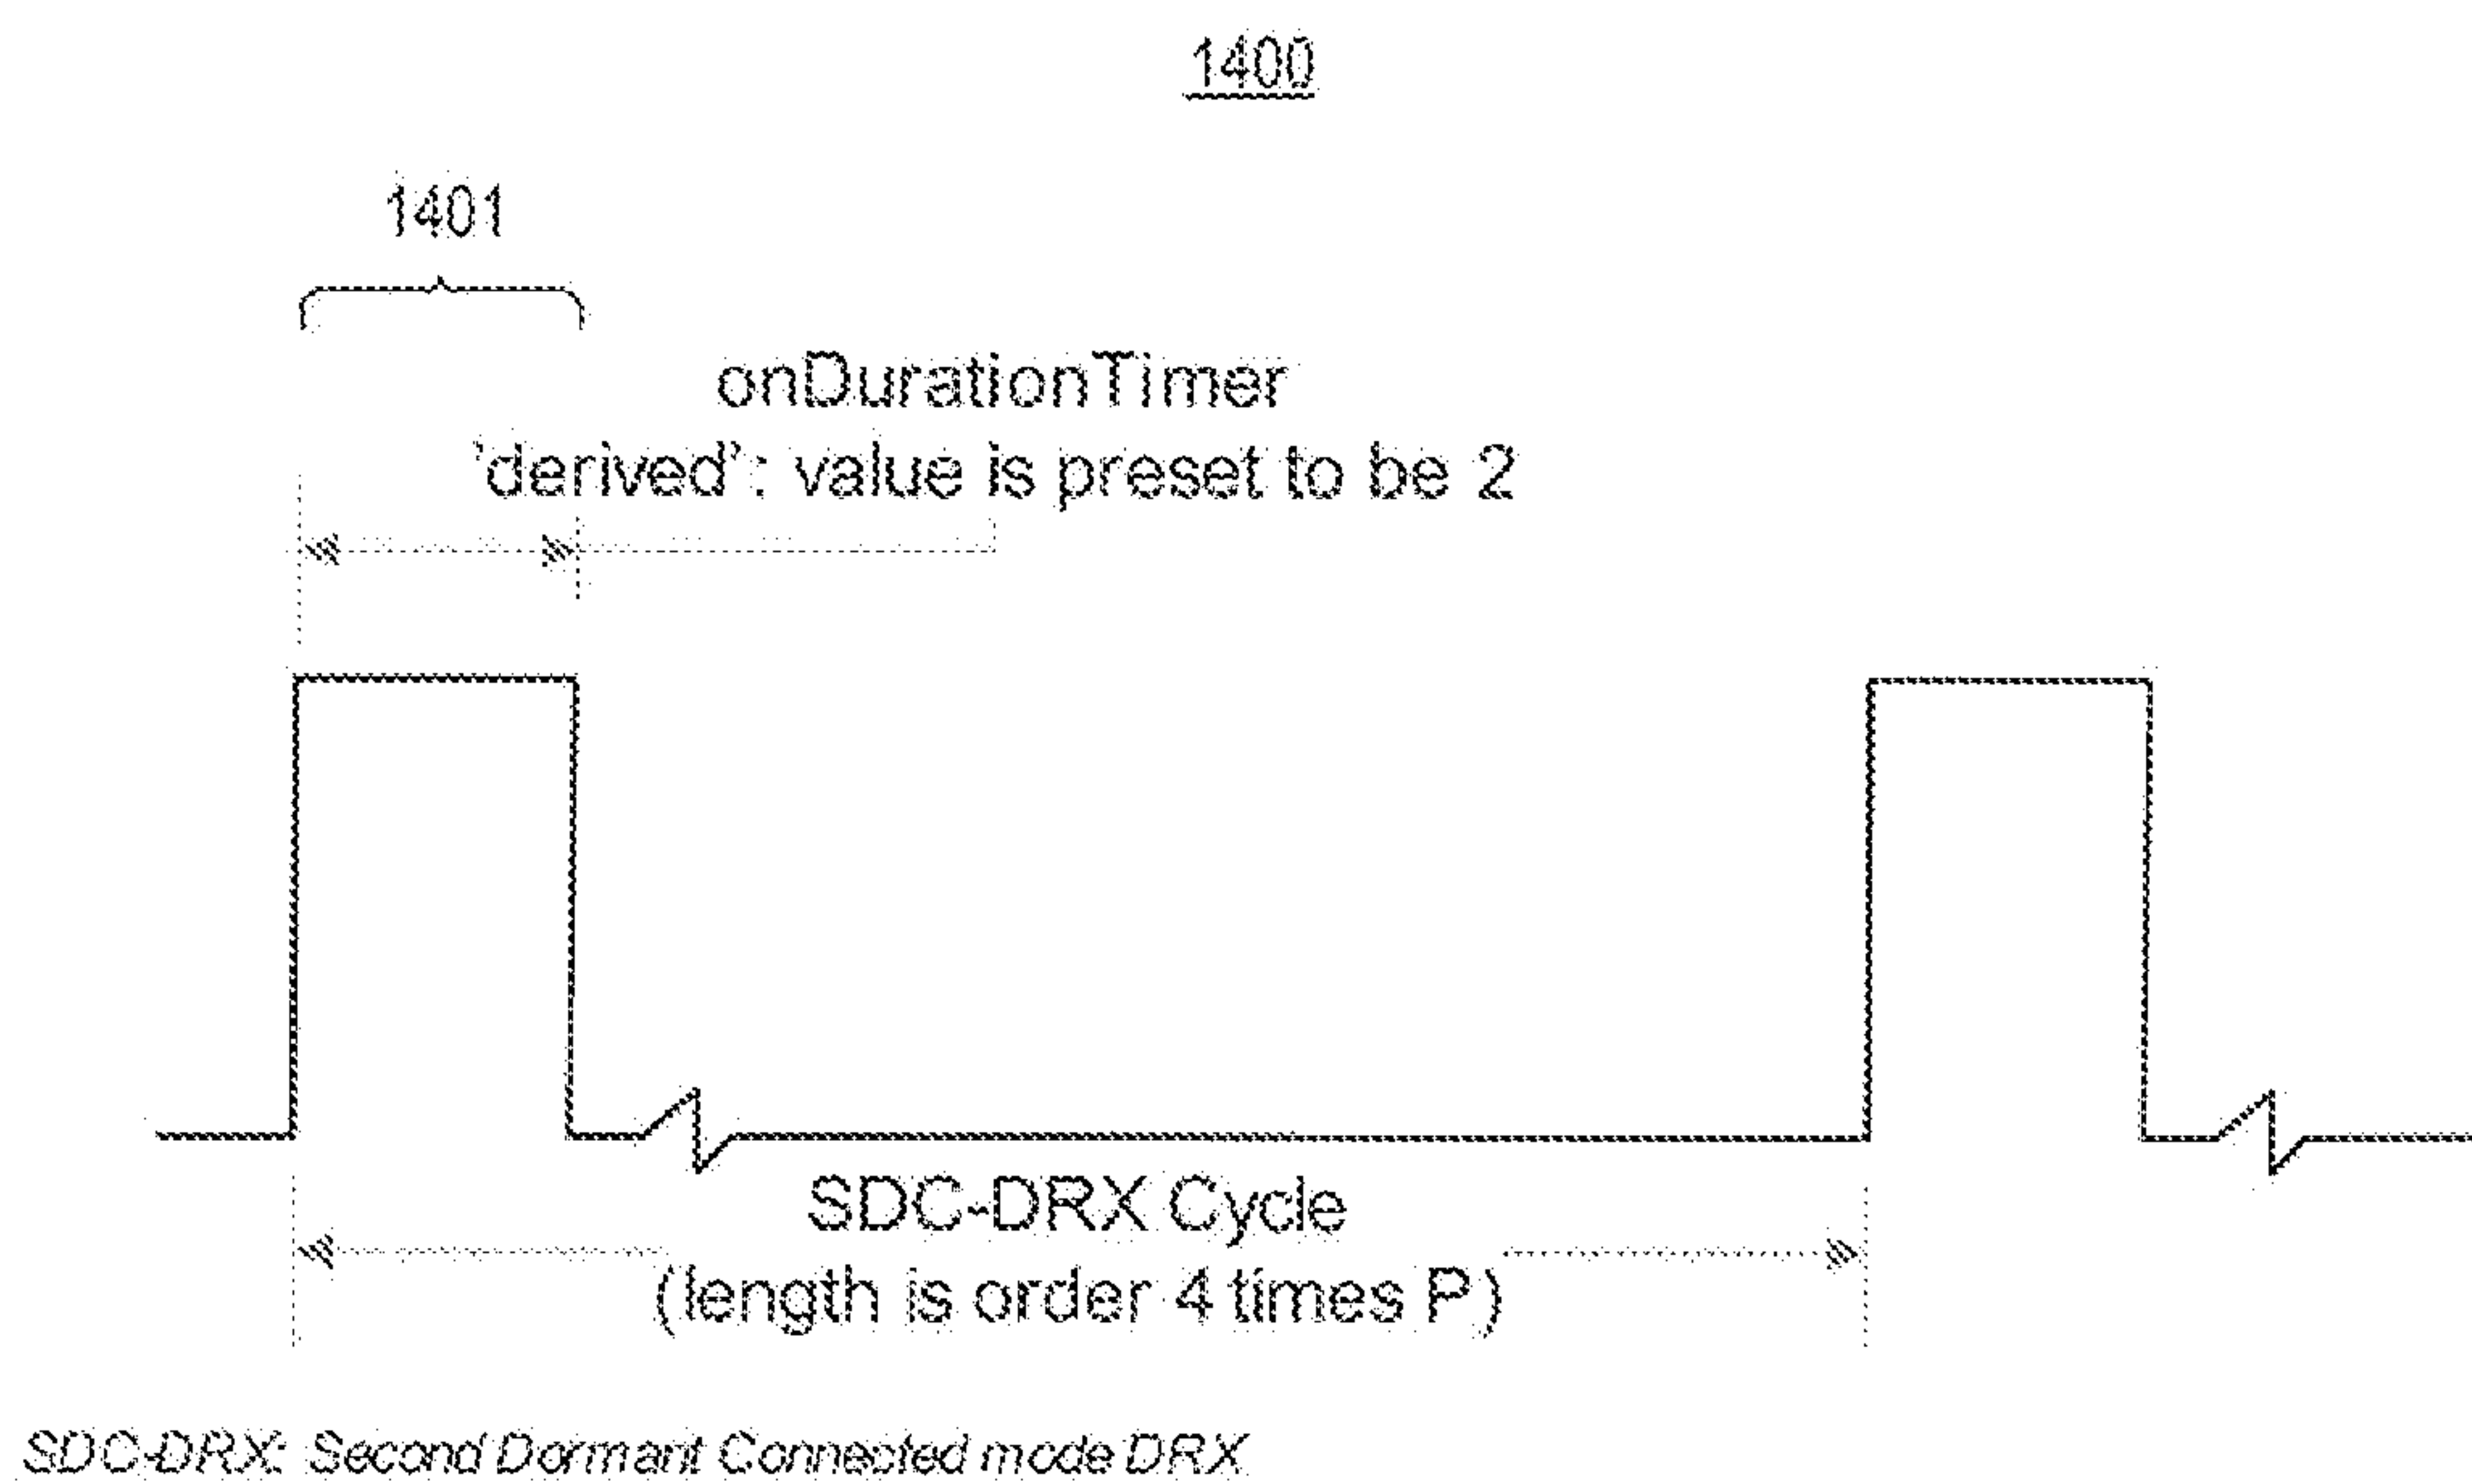 1400
1401
onDurationTimer
'derived': value is preset to be 2
SDC-DRX Cycle
(length is order 4 times P)
SDC-DRX: Second Dormant Connected mode DRX